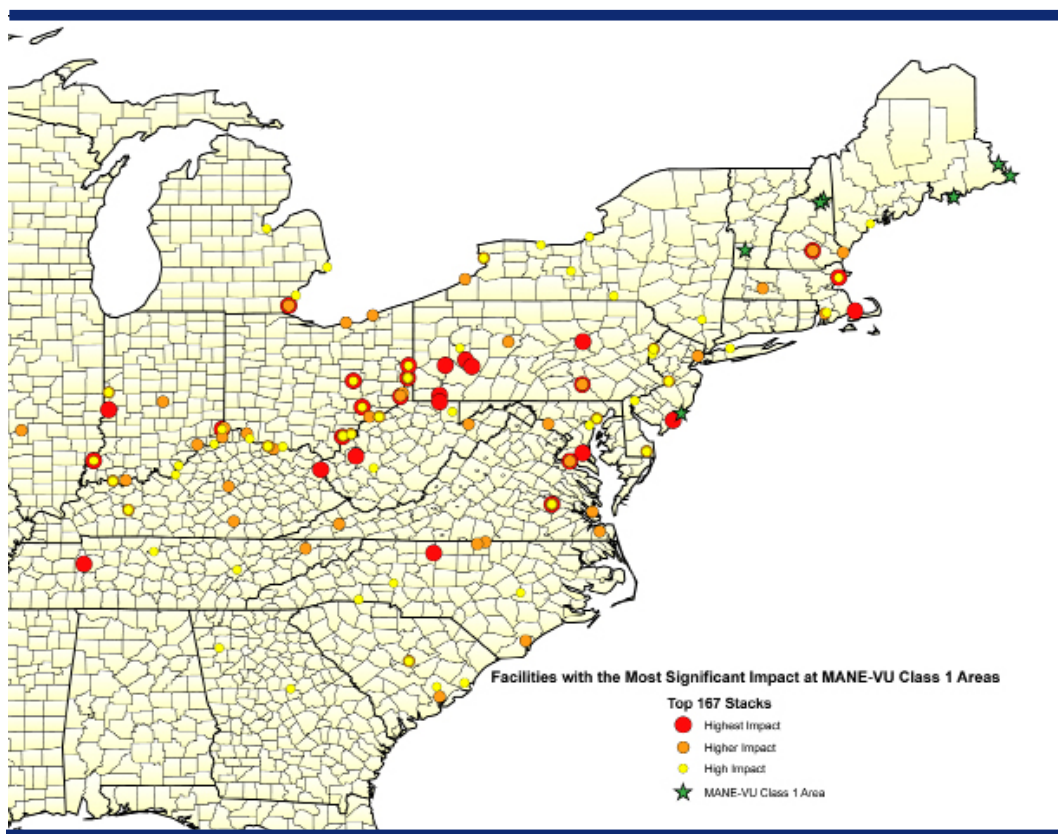 Facilities with the Most Significant Impact at MANE-VU Class 1 Areas
Top 167 Stacks
Highest Impact
Higher Impact
High Impact
MANE-VU Class 1 Area